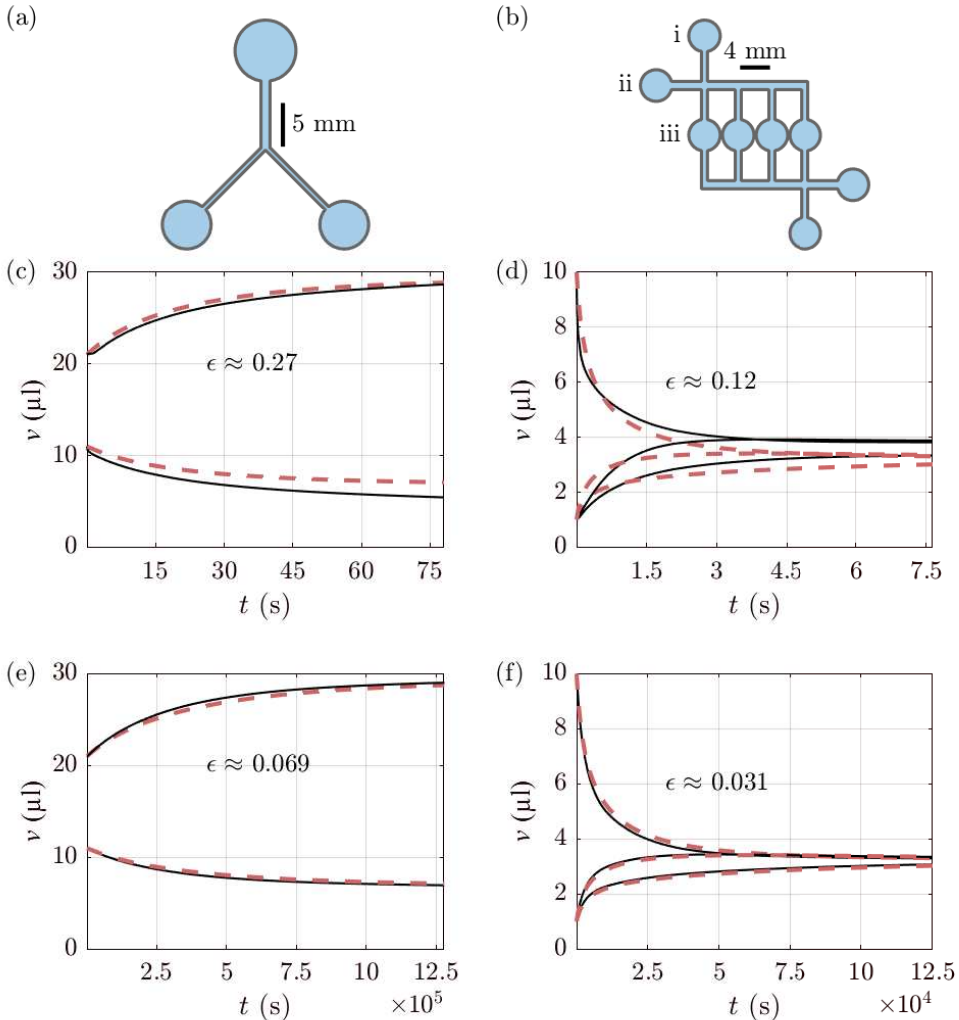 (a)
5 mm
(b)
i
4 mm
ii
iii
(c)
30
20
10
0
v (µl)
ϵ ≈ 0.27
15 30 45 60 75
t (s)
(d)
10
8
6
4
2
0
v (µl)
ϵ ≈ 0.12
1.5 3 4.5 6 7.5
t (s)
(e)
30
20
10
0
v (µl)
ϵ ≈ 0.069
2.5 5 7.5 10 12.5
t (s) ×10⁵
(f)
10
8
6
4
2
0
v (µl)
ϵ ≈ 0.031
2.5 5 7.5 10 12.5
t (s) ×10⁴